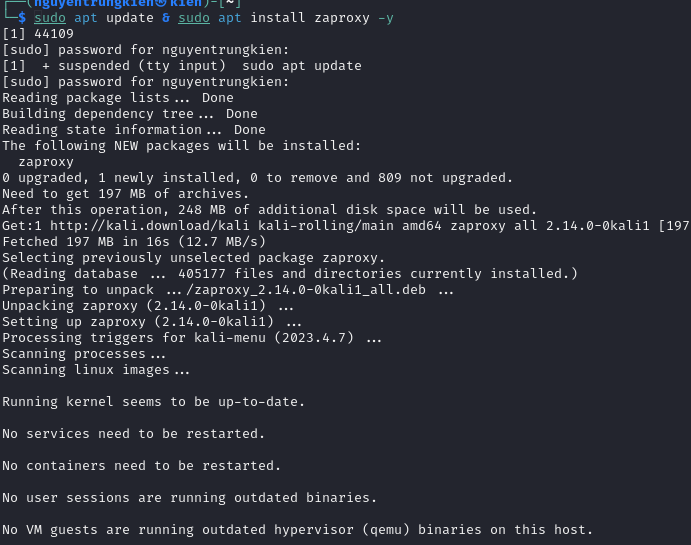 (nguyentrungkien㉿kien)-[~]
$ sudo apt update & sudo apt install zaproxy -y
[1] 44109
[sudo] password for nguyentrungkien:
[1]  + suspended (tty input)  sudo apt update
[sudo] password for nguyentrungkien:
Reading package lists... Done
Building dependency tree... Done
Reading state information... Done
The following NEW packages will be installed:
  zaproxy
0 upgraded, 1 newly installed, 0 to remove and 809 not upgraded.
Need to get 197 MB of archives.
After this operation, 248 MB of additional disk space will be used.
Get:1 http://kali.download/kali kali-rolling/main amd64 zaproxy all 2.14.0-0kali1 [197
Fetched 197 MB in 16s (12.7 MB/s)
Selecting previously unselected package zaproxy.
(Reading database ... 405177 files and directories currently installed.)
Preparing to unpack .../zaproxy_2.14.0-0kali1_all.deb ...
Unpacking zaproxy (2.14.0-0kali1) ...
Setting up zaproxy (2.14.0-0kali1) ...
Processing triggers for kali-menu (2023.4.7) ...
Scanning processes...
Scanning linux images...
Running kernel seems to be up-to-date.
No services need to be restarted.
No containers need to be restarted.
No user sessions are running outdated binaries.
No VM guests are running outdated hypervisor (qemu) binaries on this host.